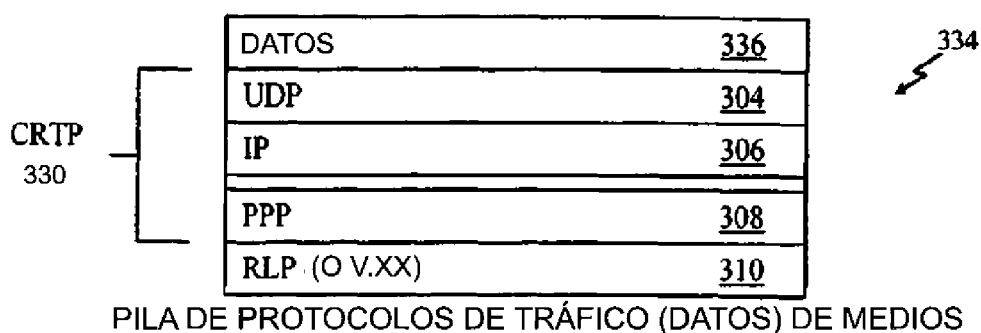 DATOS 336
334
UDP 304
CRTP
330
IP 306
PPP 308
RLP (O V.XX) 310
PILA DE PROTOCOLOS DE TRÁFICO (DATOS) DE MEDIOS